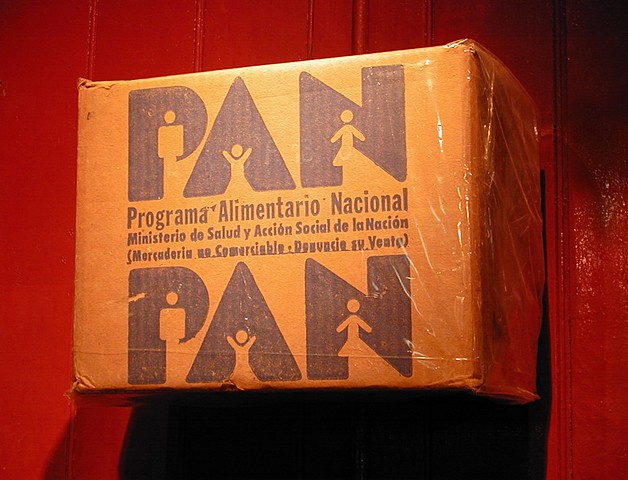 PAN
Programa Alimentario Nacional
Ministerio de Salud y Acción Social de la Nación
(Mercadería no Comerciable · Denuncie su Venta)
PAN